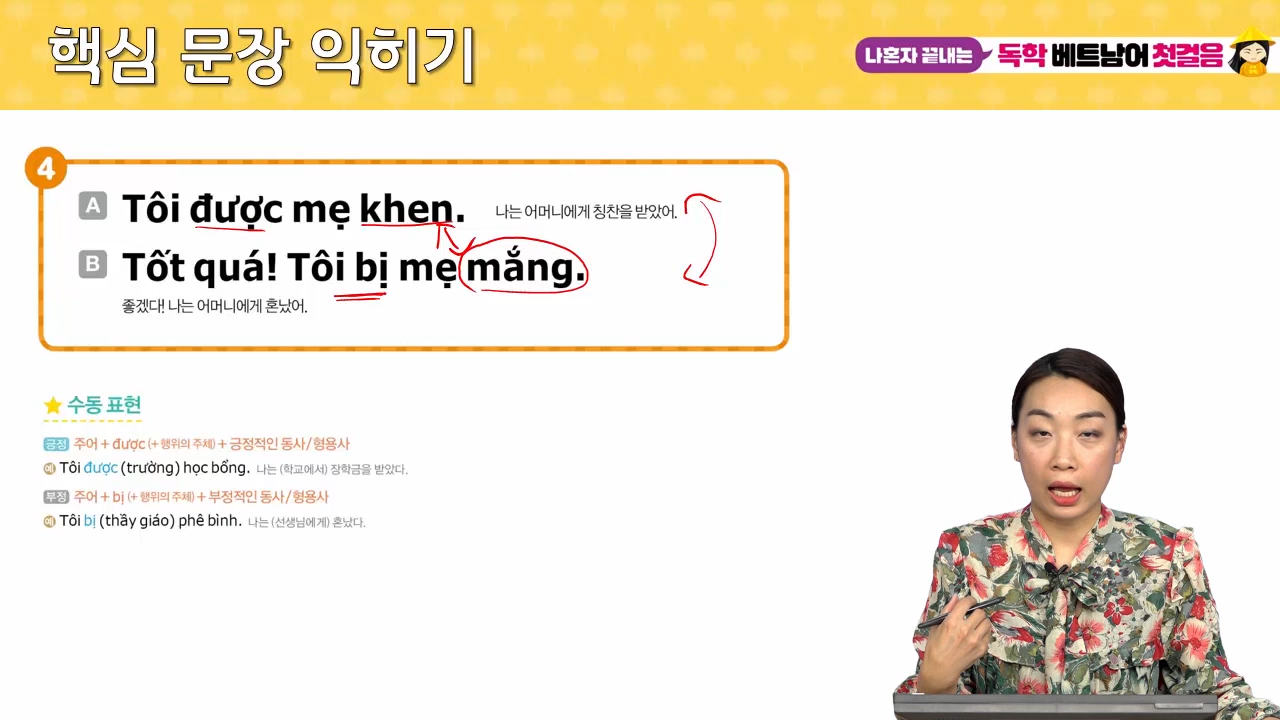 핵심 문장 익히기
나혼자 끝내는 독학 베트남어 첫걸음
4
A Tôi được mẹ khen. 나는 어머니에게 칭찬을 받았어.
B Tốt quá! Tôi bị mẹ mắng.
좋겠다! 나는 어머니에게 혼났어.
수동 표현
긍정 주어 + được (+ 행위의 주체) + 긍정적인 동사/형용사
예 Tôi được (trường) học bổng. 나는 (학교에서) 장학금을 받았다.
부정 주어 + bị (+ 행위의 주체) + 부정적인 동사/형용사
예 Tôi bị (thầy giáo) phê bình. 나는 (선생님에게) 혼났다.